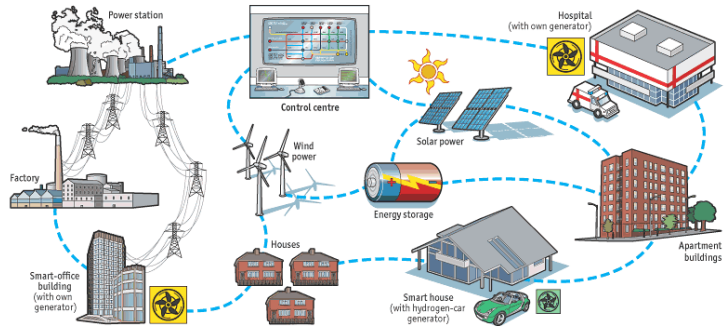 Power station
Hospital
(with own
generator)
Control centre
Solar power
Wind
power
Factory
Energy storage
Houses
Apartment
buildings
Smart-office
building
(with own
generator)
Smart house
(with hydrogen-car
generator)